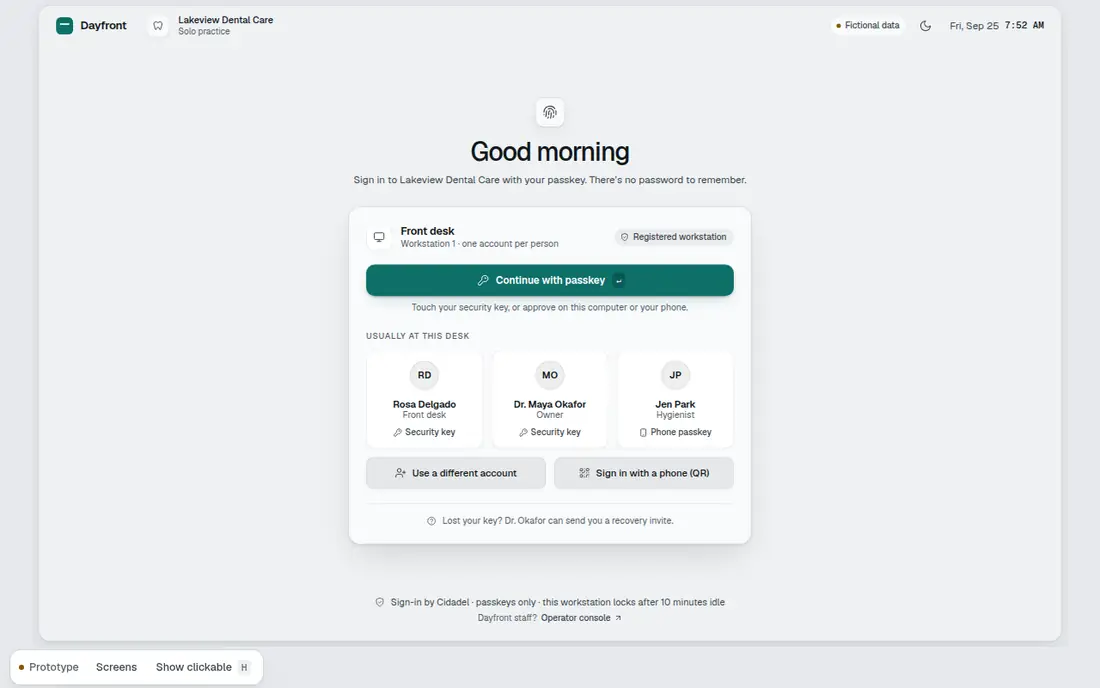 Dayfront
Lakeview Dental Care
Solo practice
Fictional data
Fri, Sep 25 7:52 AM
Good morning
Sign in to Lakeview Dental Care with your passkey. There's no password to remember.
Front desk
Workstation 1 · one account per person
Registered workstation
Continue with passkey ↵
Touch your security key, or approve on this computer or your phone.
USUALLY AT THIS DESK
RD
Rosa Delgado
Front desk
Security key
MO
Dr. Maya Okafor
Owner
Security key
JP
Jen Park
Hygienist
Phone passkey
Use a different account
Sign in with a phone (QR)
Lost your key? Dr. Okafor can send you a recovery invite.
Sign-in by Cidadel · passkeys only · this workstation locks after 10 minutes idle
Dayfront staff? Operator console ↗
Prototype
Screens
Show clickable H